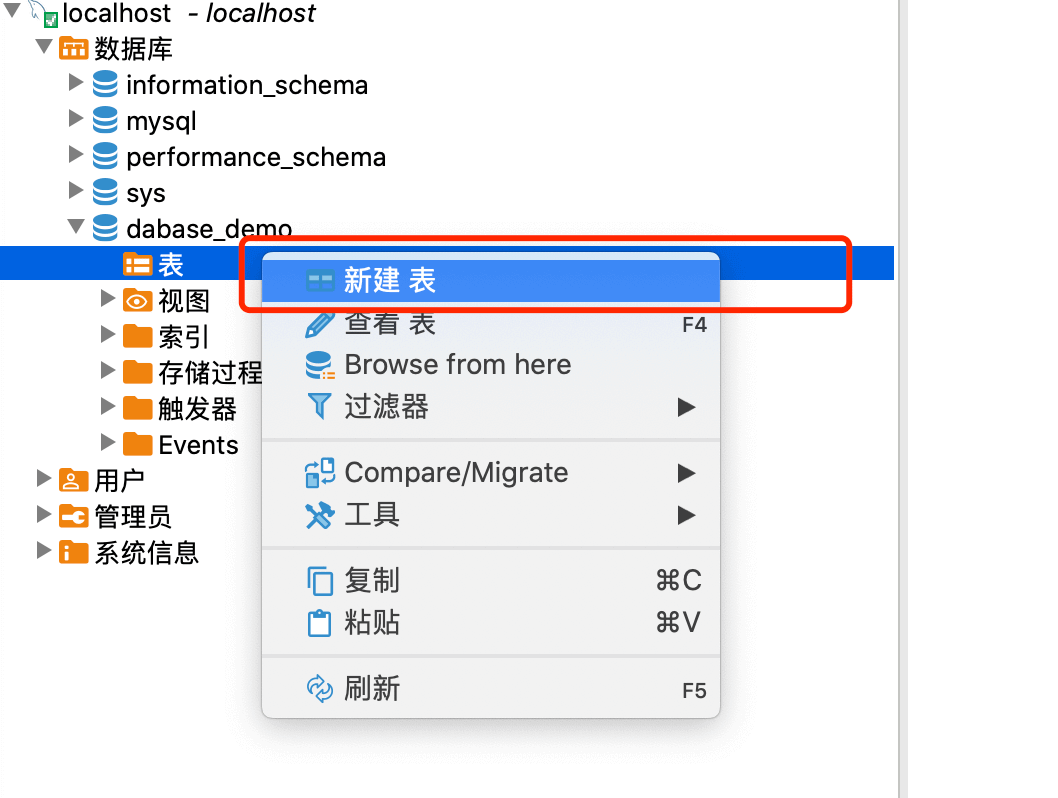 localhost - localhost
数据库
information_schema
mysql
performance_schema
sys
dabase_demo
表
视图
索引
存储过程
触发器
Events
用户
管理员
系统信息
新建 表
查看 表 F4
Browse from here
过滤器
Compare/Migrate
工具
复制 ⌘C
粘贴 ⌘V
刷新 F5